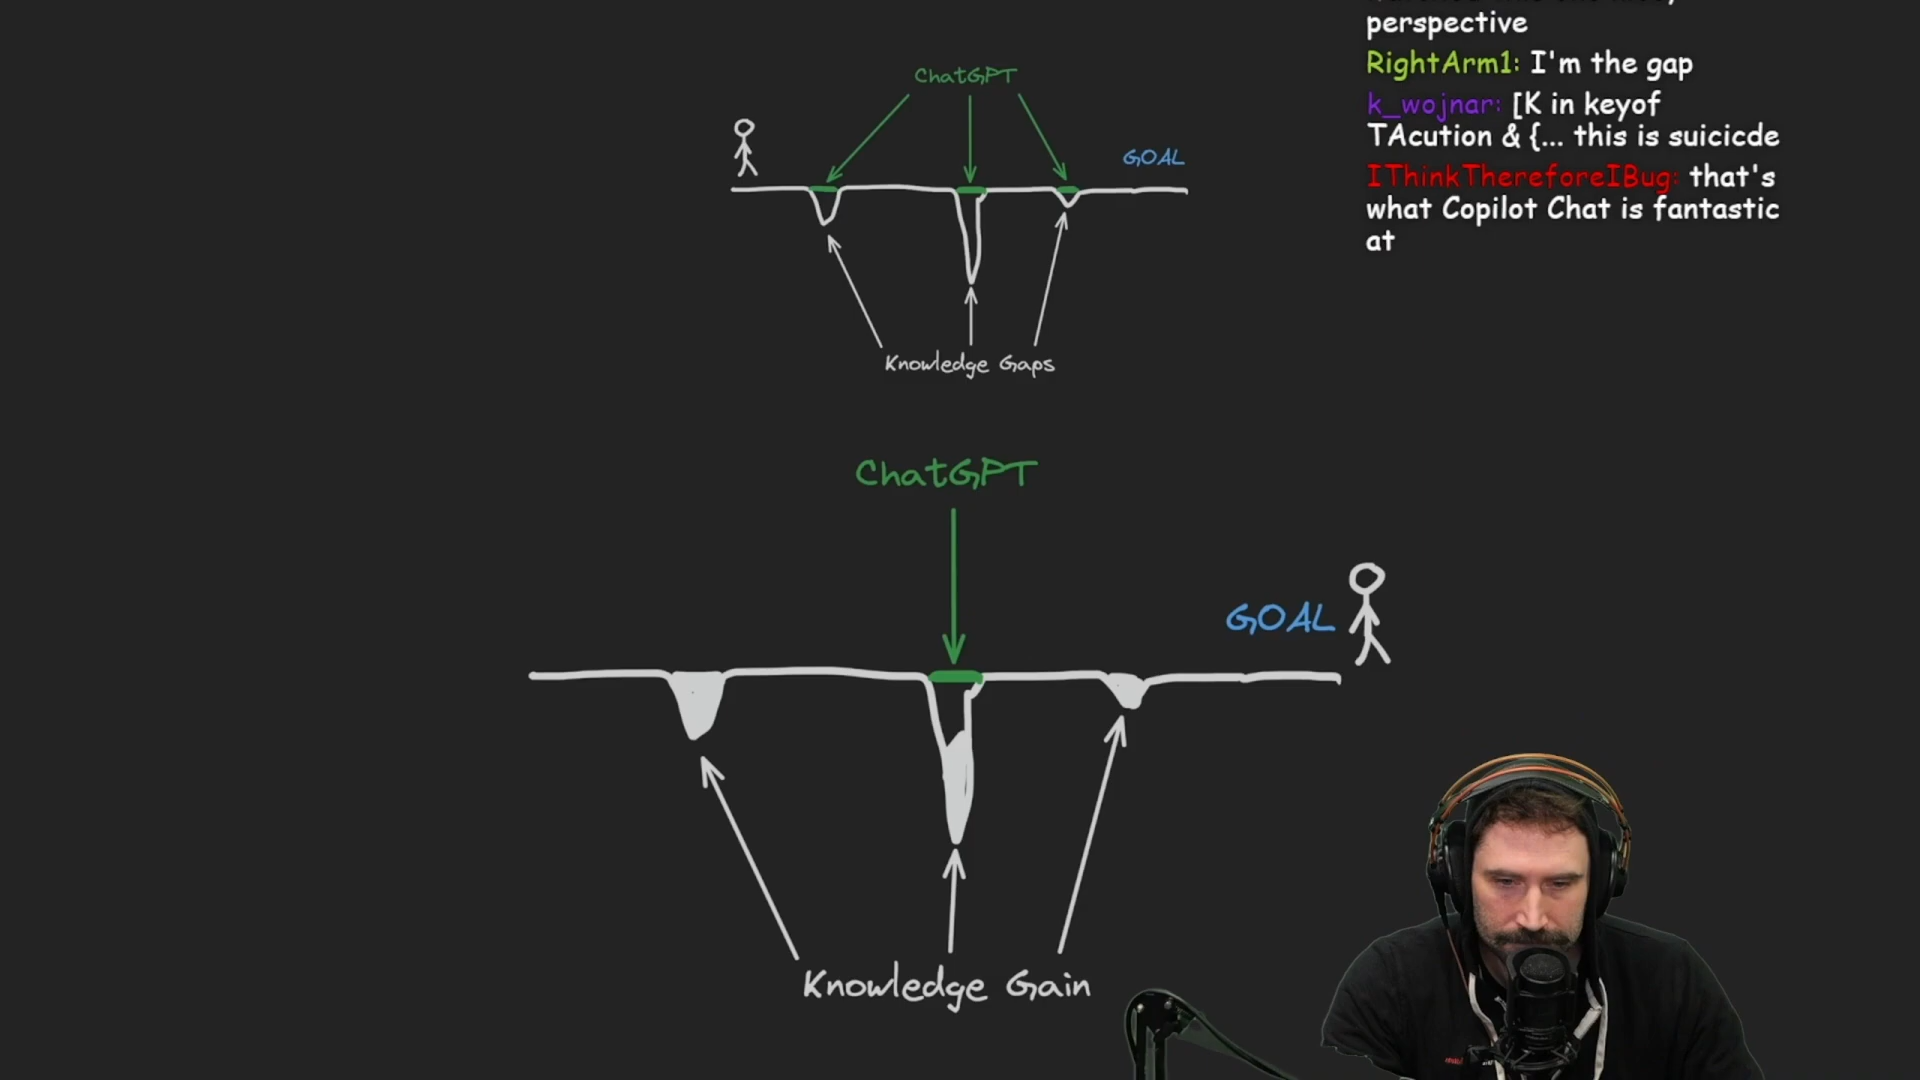 perspective
RightArm1: I'm the gap
k_wojnar: [K in keyof
TAcution & {... this is suicicde
IThinkThereforeIBug: that's
what Copilot Chat is fantastic
at
ChatGPT
GOAL
Knowledge Gaps
ChatGPT
GOAL
Knowledge Gain